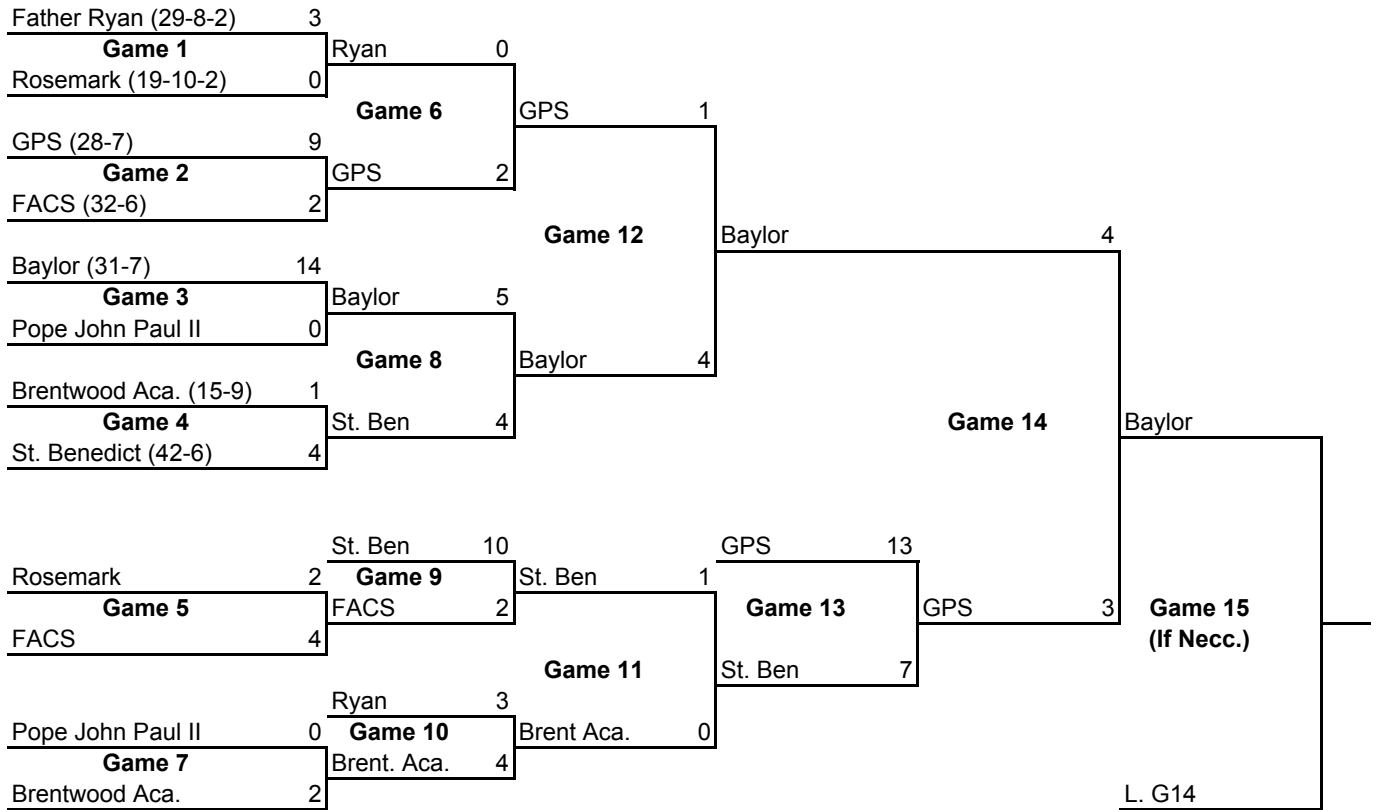 Father Ryan (29-8-2) 3
Game 1
Ryan 0
Rosemark (19-10-2) 0
Game 6
GPS 1
GPS (28-7) 9
Game 2
GPS 2
FACS (32-6) 2
Game 12
Baylor 4
Baylor (31-7) 14
Game 3
Baylor 5
Pope John Paul II 0
Game 8
Baylor 4
Brentwood Aca. (15-9) 1
Game 4
St. Ben 4
Game 14
Baylor
St. Benedict (42-6) 4
St. Ben 10
GPS 13
Rosemark 2
Game 9
St. Ben 1
Game 5
FACS 2
Game 13
GPS 3
Game 15
FACS 4
(If Necc.)
Game 11
St. Ben 7
Ryan 3
Pope John Paul II 0
Game 10
Brent Aca. 0
Game 7
Brent. Aca. 4
Brentwood Aca. 2
L. G14